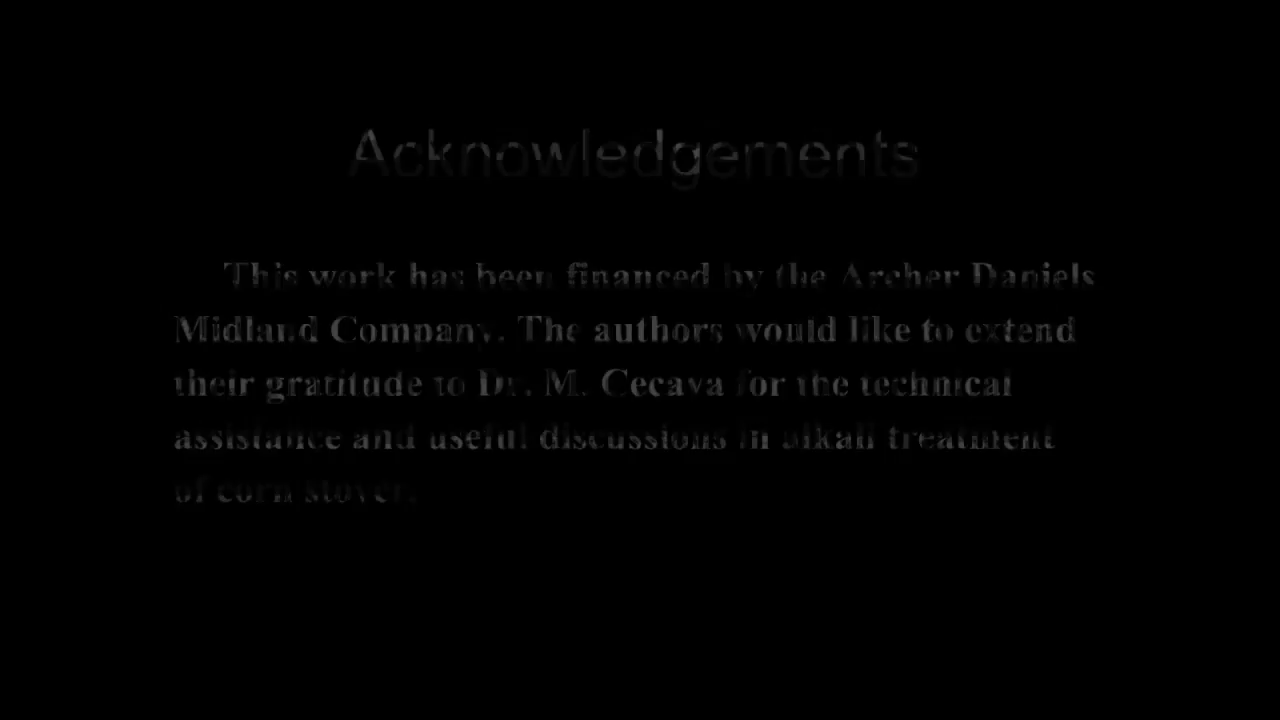 Acknowledgements
This work has been financed by the Archer Daniels
Midland Company. The authors would like to extend
their gratitude to Dr. M. Cecava for the technical
assistance and useful discussions in alkali treatment
of corn stover.